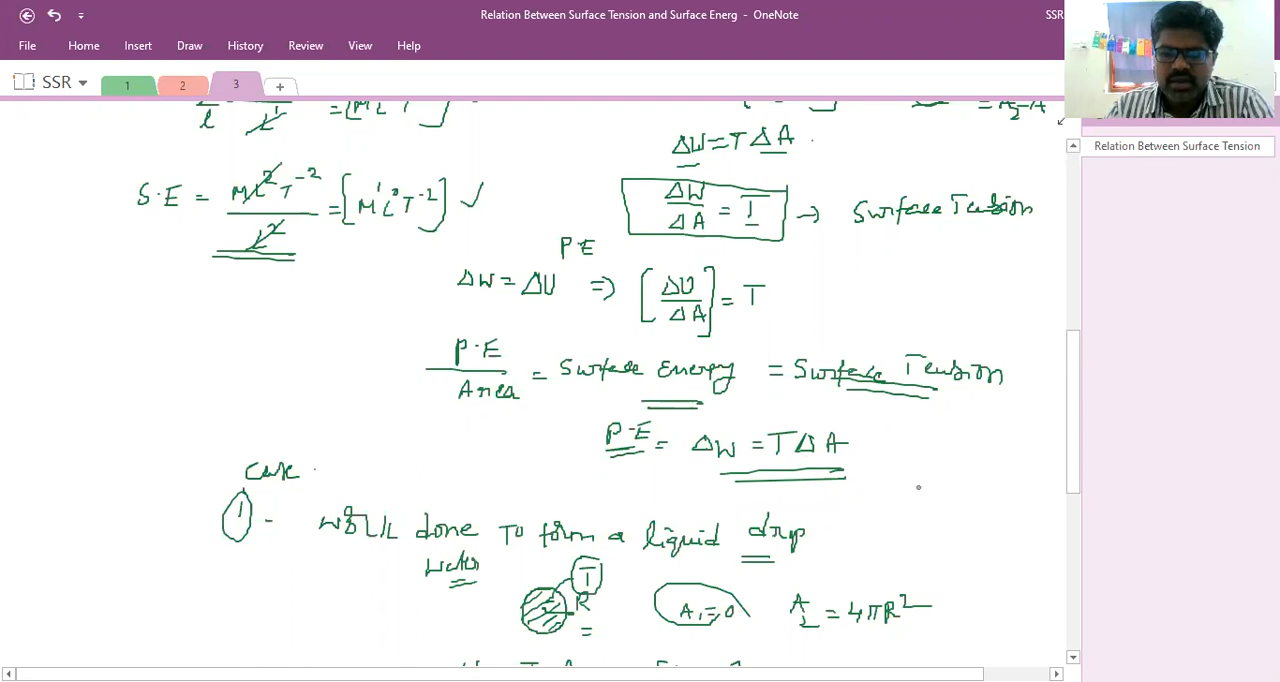 Relation Between Surface Tension and Surface Energ - OneNote
SSR
File Home Insert Draw History Review View Help
SSR 1 2 3 +
Relation Between Surface Tension
ΔW = T ΔA
S.E = ML²T⁻² / L² = [M¹L⁰T⁻²] ✓
ΔW / ΔA = T → Surface Tension
P.E
ΔW = ΔU ⇒ [ΔU / ΔA] = T
P.E / Area = Surface Energy = Surface Tension
P.E = ΔW = T ΔA
Case
1 - work done To form a liquid drop
water
T
R
A₁ = 0 A₂ = 4πR²